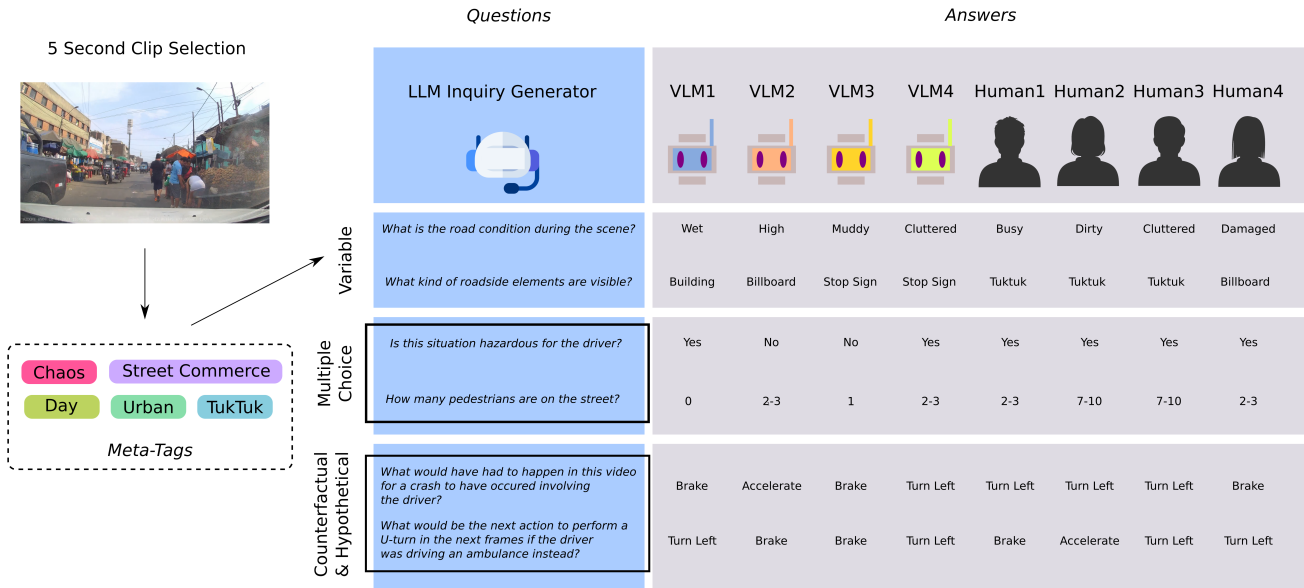 Questions
Answers
5 Second Clip Selection
LLM Inquiry Generator
VLM1 VLM2 VLM3 VLM4 Human1 Human2 Human3 Human4
Variable
What is the road condition during the scene?
Wet High Muddy Cluttered Busy Dirty Cluttered Damaged
What kind of roadside elements are visible?
Building Billboard Stop Sign Stop Sign Tuktuk Tuktuk Tuktuk Billboard
Multiple
Choice
Is this situation hazardous for the driver?
Yes No No Yes Yes Yes Yes Yes
How many pedestrians are on the street?
0 2-3 1 2-3 2-3 7-10 7-10 2-3
Chaos Street Commerce
Day Urban TukTuk
Meta-Tags
Counterfactual
& Hypothetical
What would have had to happen in this video
for a crash to have occured involving
the driver?
Brake Accelerate Brake Turn Left Turn Left Turn Left Turn Left Brake
What would be the next action to perform a
U-turn in the next frames if the driver
was driving an ambulance instead?
Turn Left Brake Brake Turn Left Brake Accelerate Turn Left Turn Left